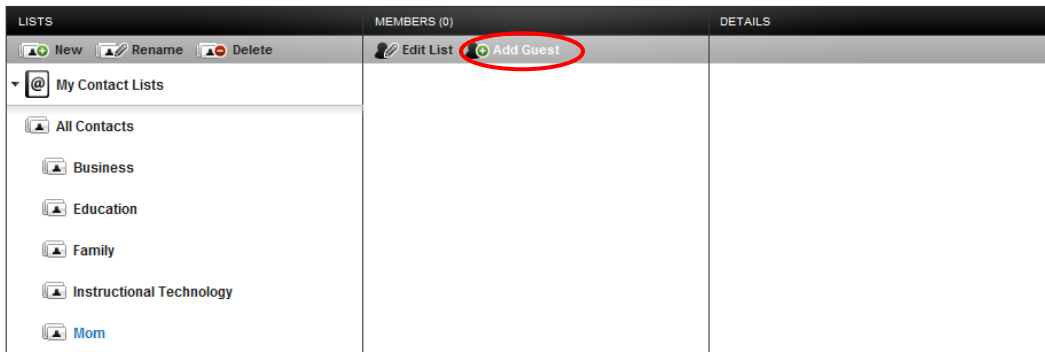 LISTS MEMBERS (0) DETAILS
New Rename Delete Edit List Add Guest
@ My Contact Lists
All Contacts
Business
Education
Family
Instructional Technology
Mom